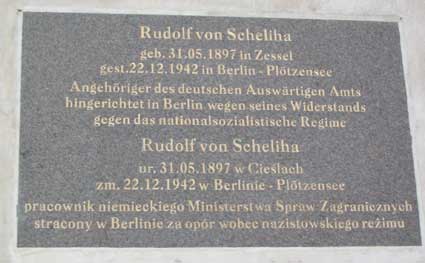 Rudolf von Scheliha
geb. 31.05.1897 in Zessel
gest. 22.12.1942 in Berlin - Plötzensee
Angehöriger des deutschen Auswärtigen Amts
hingerichtet in Berlin wegen seines Widerstands
gegen das nationalsozialistische Regime
Rudolf von Scheliha
ur. 31.05.1897 w Cieślach
zm. 22.12.1942 w Berlinie - Plötzensee
pracownik niemieckiego Ministerstwa Spraw Zagranicznych
stracony w Berlinie za opór wobec nazistowskiego reżimu